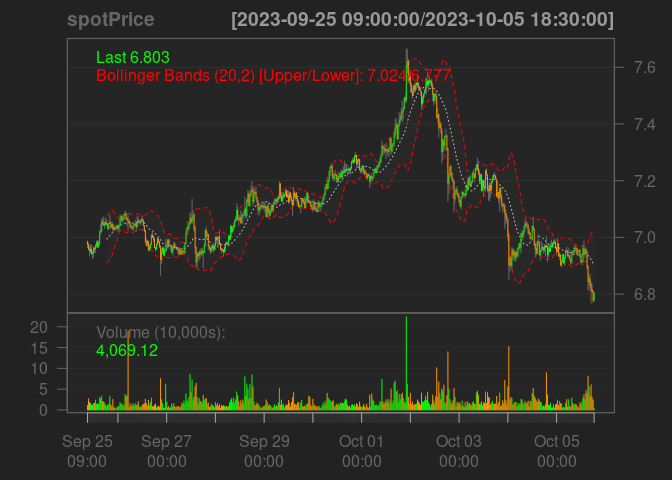 spotPrice [2023-09-25 09:00:00/2023-10-05 18:30:00]
Last 6.803
Bollinger Bands (20,2) [Upper/Lower]: 7.024/6.777
7.6
7.4
7.2
7.0
6.8
Volume (10,000s):
4,069.12
20
15
10
5
0
Sep 25 Sep 27 Sep 29 Oct 01 Oct 03 Oct 05
09:00 00:00 00:00 00:00 00:00 00:00